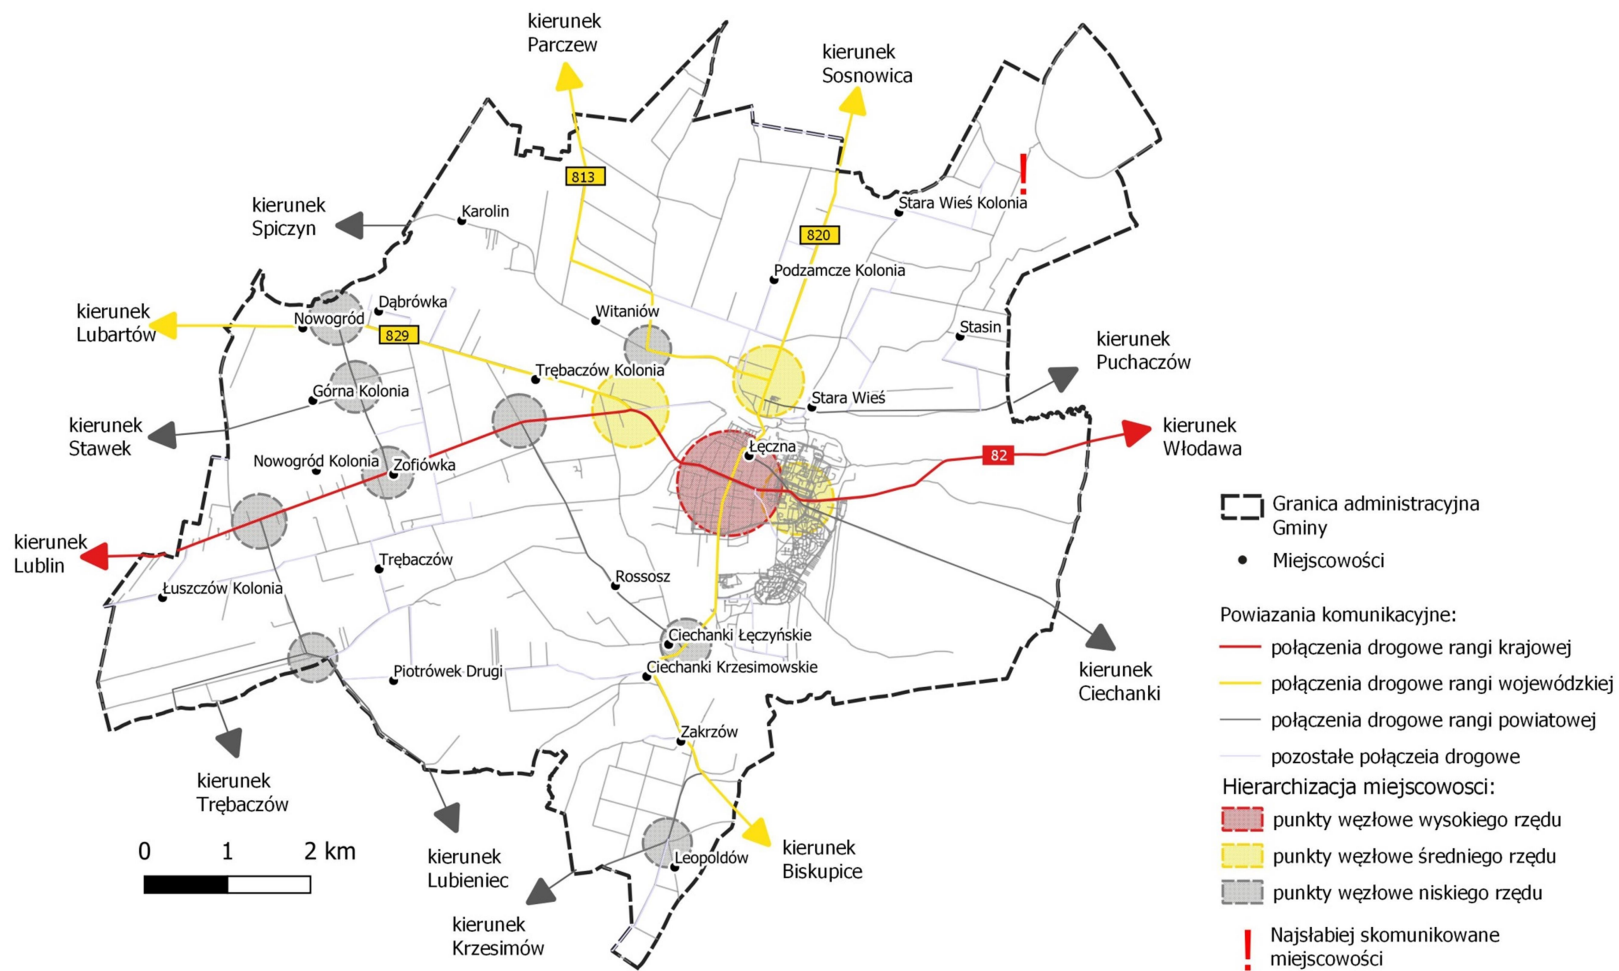 kierunek
Parczew
kierunek
Sosnowica
813
kierunek
Spiczyn
Karolin
Stara Wieś Kolonia
820
Podzamcze Kolonia
kierunek
Lubartów
Dąbrówka
Nowogród
829
Witaniów
Stasin
kierunek
Puchaczów
Trębaczów Kolonia
Górna Kolonia
Stara Wieś
kierunek
Stawek
kierunek
Włodawa
Łęczna
82
Nowogród Kolonia
Zofiówka
kierunek
Lublin
Trębaczów
Rossosz
Łuszczów Kolonia
Ciechanki Łęczyńskie
Ciechanki Krzesimowskie
Piotrówek Drugi
kierunek
Ciechanki
Zakrzów
kierunek
Trębaczów
kierunek
Lubieniec
kierunek
Biskupice
Leopoldów
kierunek
Krzesimów
0 1 2 km
Granica administracyjna
Gminy
Miejscowości
Powiazania komunikacyjne:
połączenia drogowe rangi krajowej
połączenia drogowe rangi wojewódzkiej
połączenia drogowe rangi powiatowej
pozostałe połączeia drogowe
Hierarchizacja miejscowosci:
punkty węzłowe wysokiego rzędu
punkty węzłowe średniego rzędu
punkty węzłowe niskiego rzędu
Najsłabiej skomunikowane
miejscowości